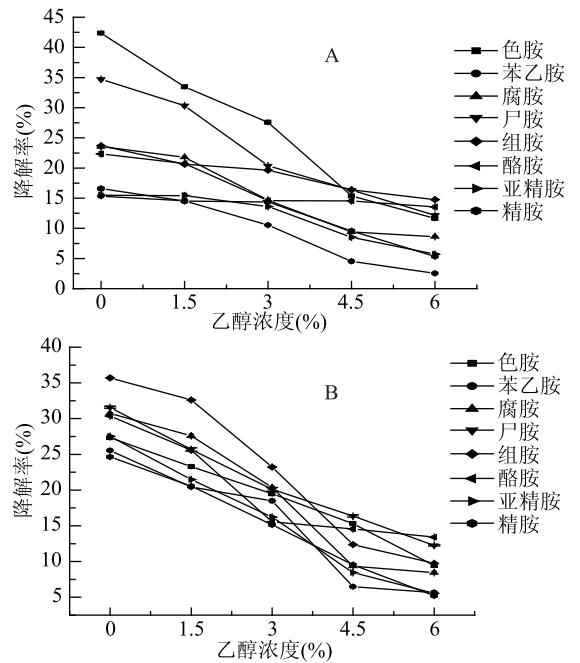 45
40
35
30
25
20
15
10
5
0
降解率(%)
A
色胺
苯乙胺
腐胺
尸胺
组胺
酪胺
亚精胺
精胺
0 1.5 3 4.5 6
乙醇浓度(%)
40
35
30
25
20
15
10
5
降解率(%)
B
色胺
苯乙胺
腐胺
尸胺
组胺
酪胺
亚精胺
精胺
0 1.5 3 4.5 6
乙醇浓度(%)